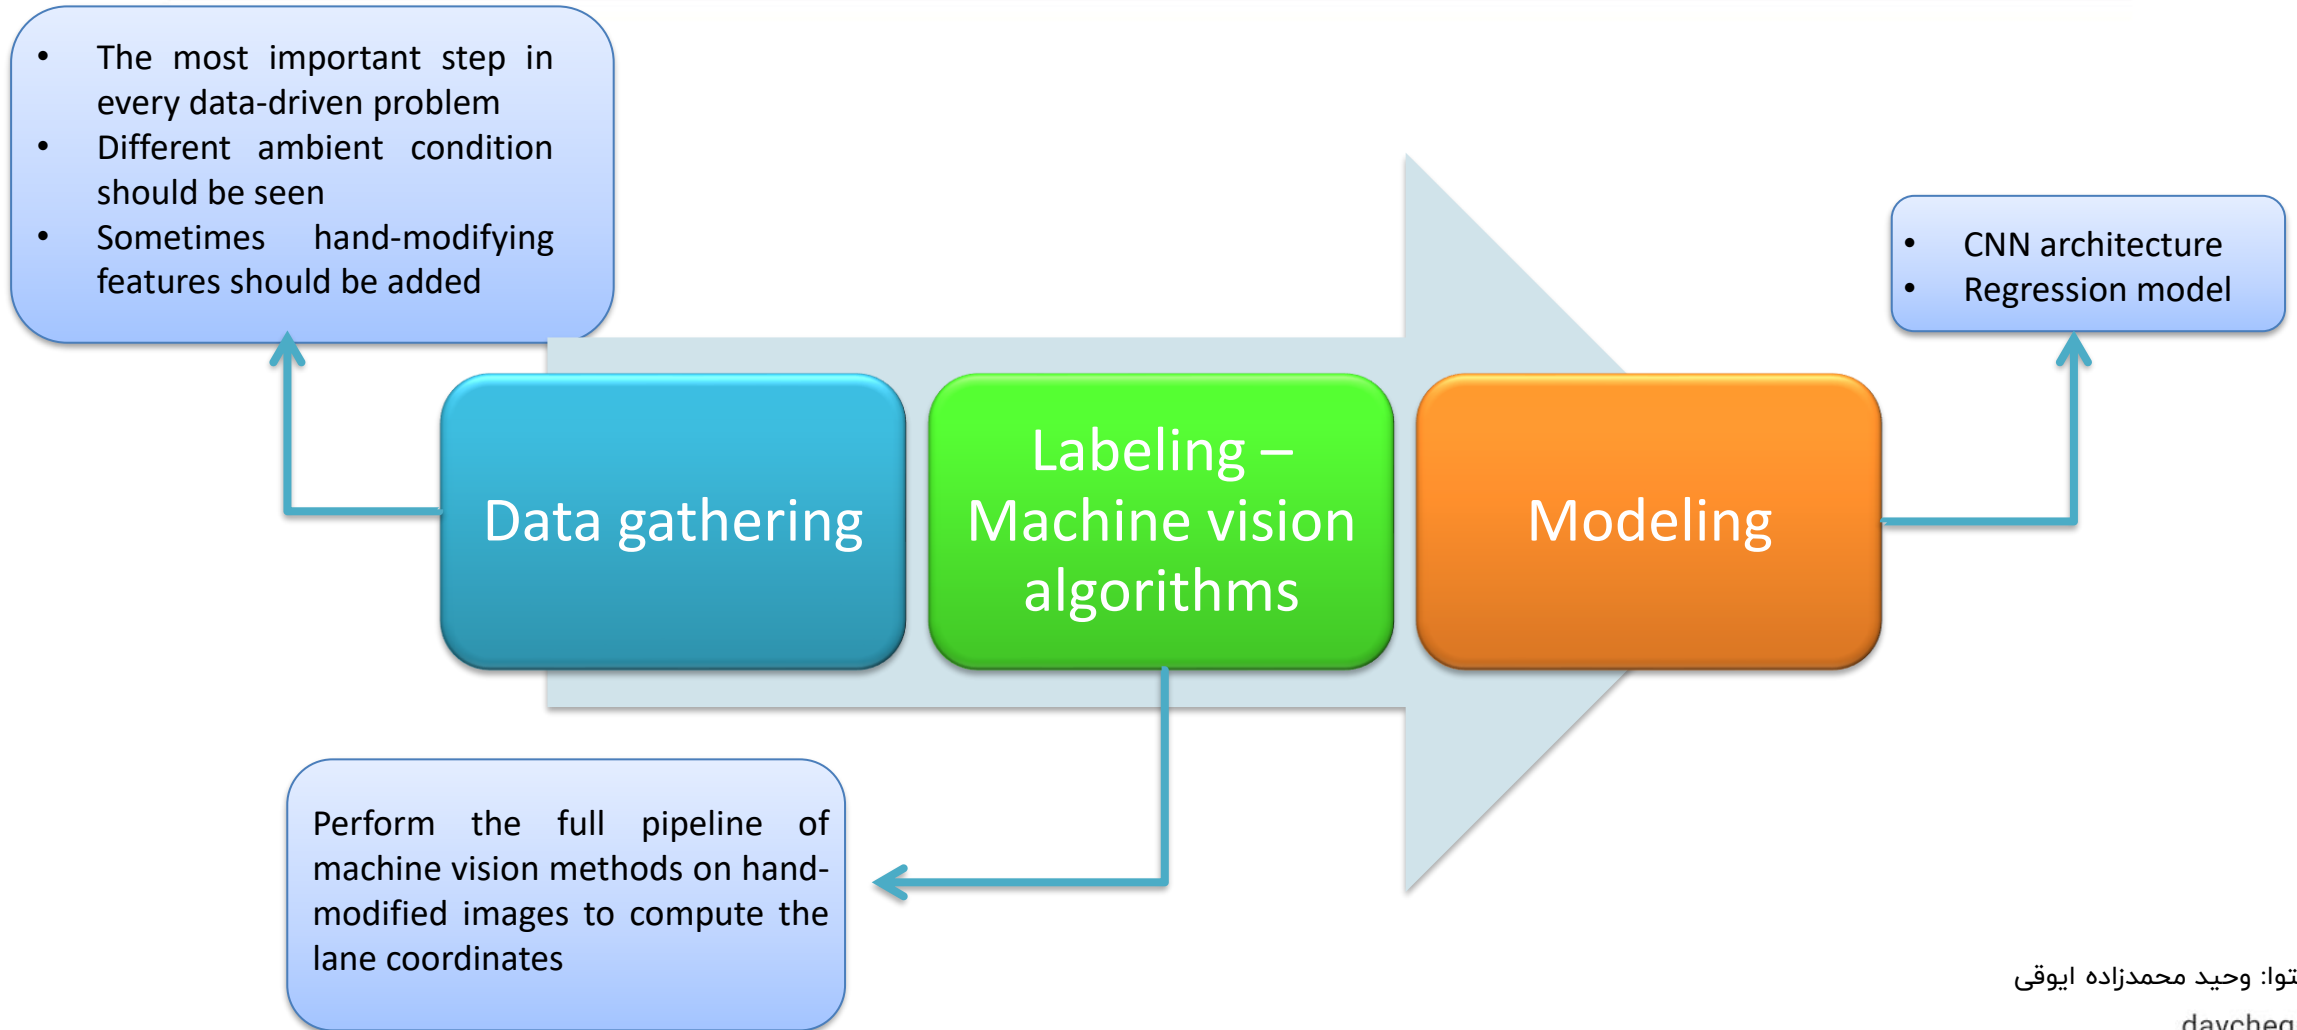 • The most important step in
every data-driven problem
• Different ambient condition
should be seen
• Sometimes hand-modifying
features should be added
• CNN architecture
• Regression model
Data gathering
Labeling –
Machine vision
algorithms
Modeling
Perform the full pipeline of
machine vision methods on hand-
modified images to compute the
lane coordinates
وحید محمدزاده ایوقی